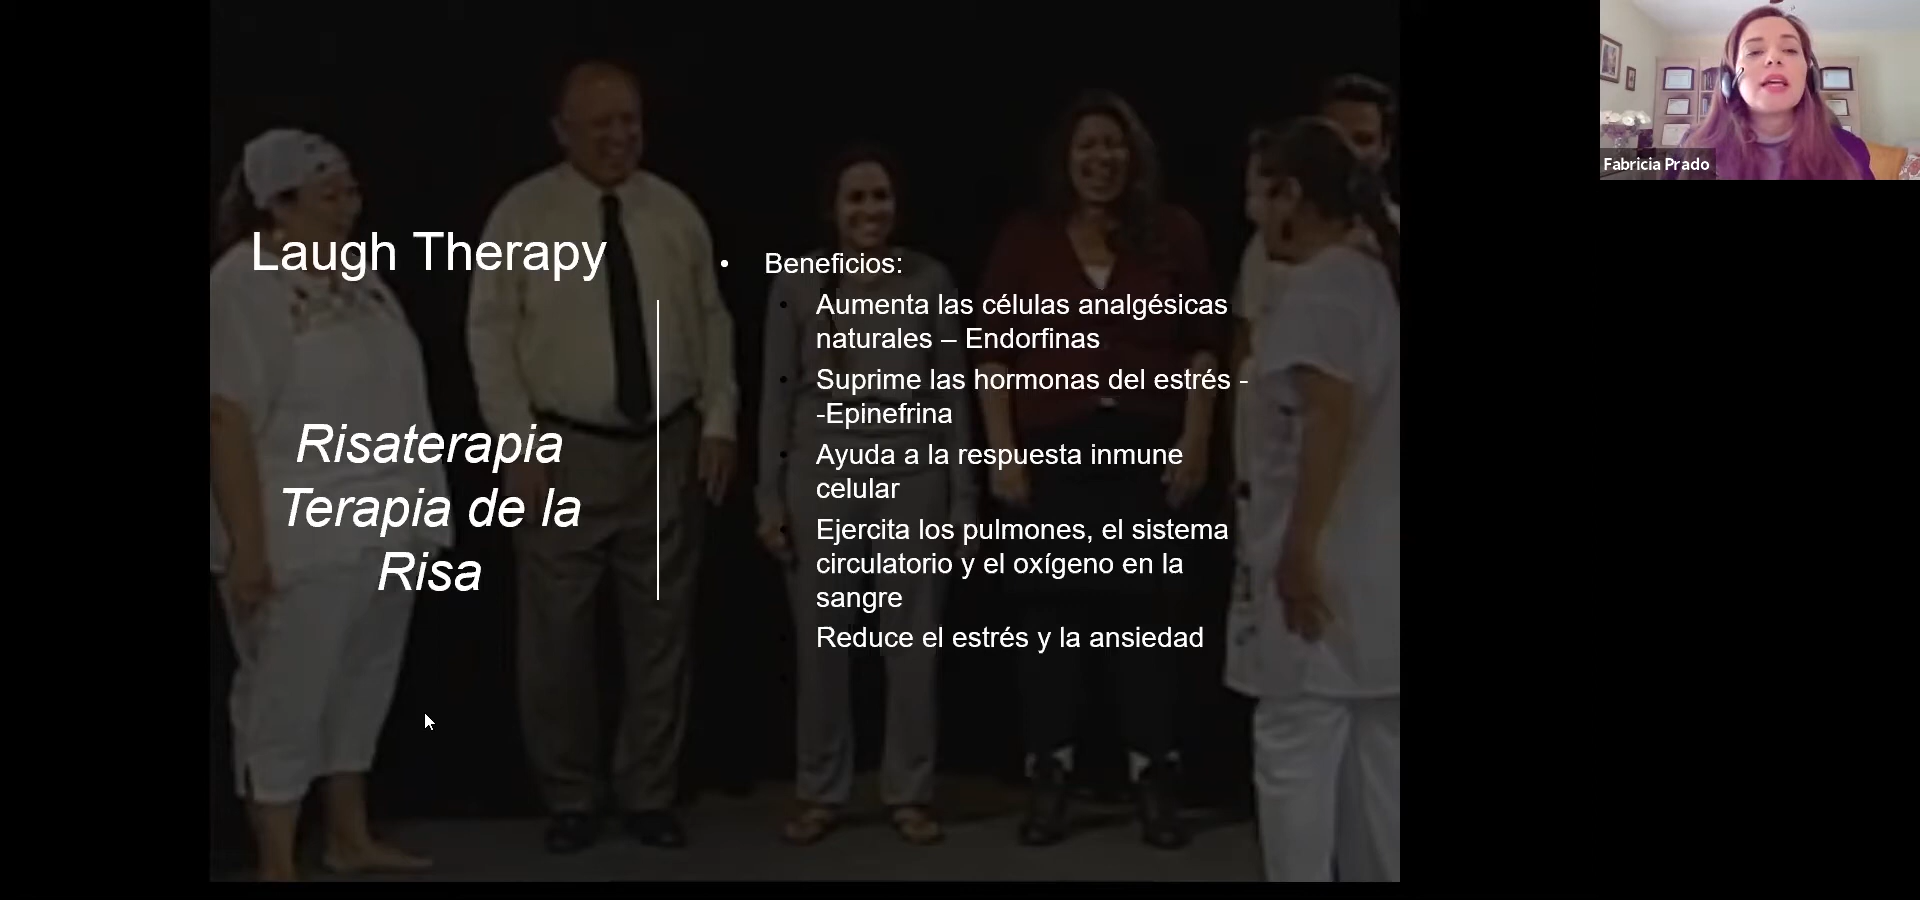 Laugh Therapy
Risaterapia
Terapia de la
Risa
• Beneficios:
• Aumenta las células analgésicas
naturales – Endorfinas
• Suprime las hormonas del estrés -
-Epinefrina
• Ayuda a la respuesta inmune
celular
• Ejercita los pulmones, el sistema
circulatorio y el oxígeno en la
sangre
• Reduce el estrés y la ansiedad
Fabricia Prado